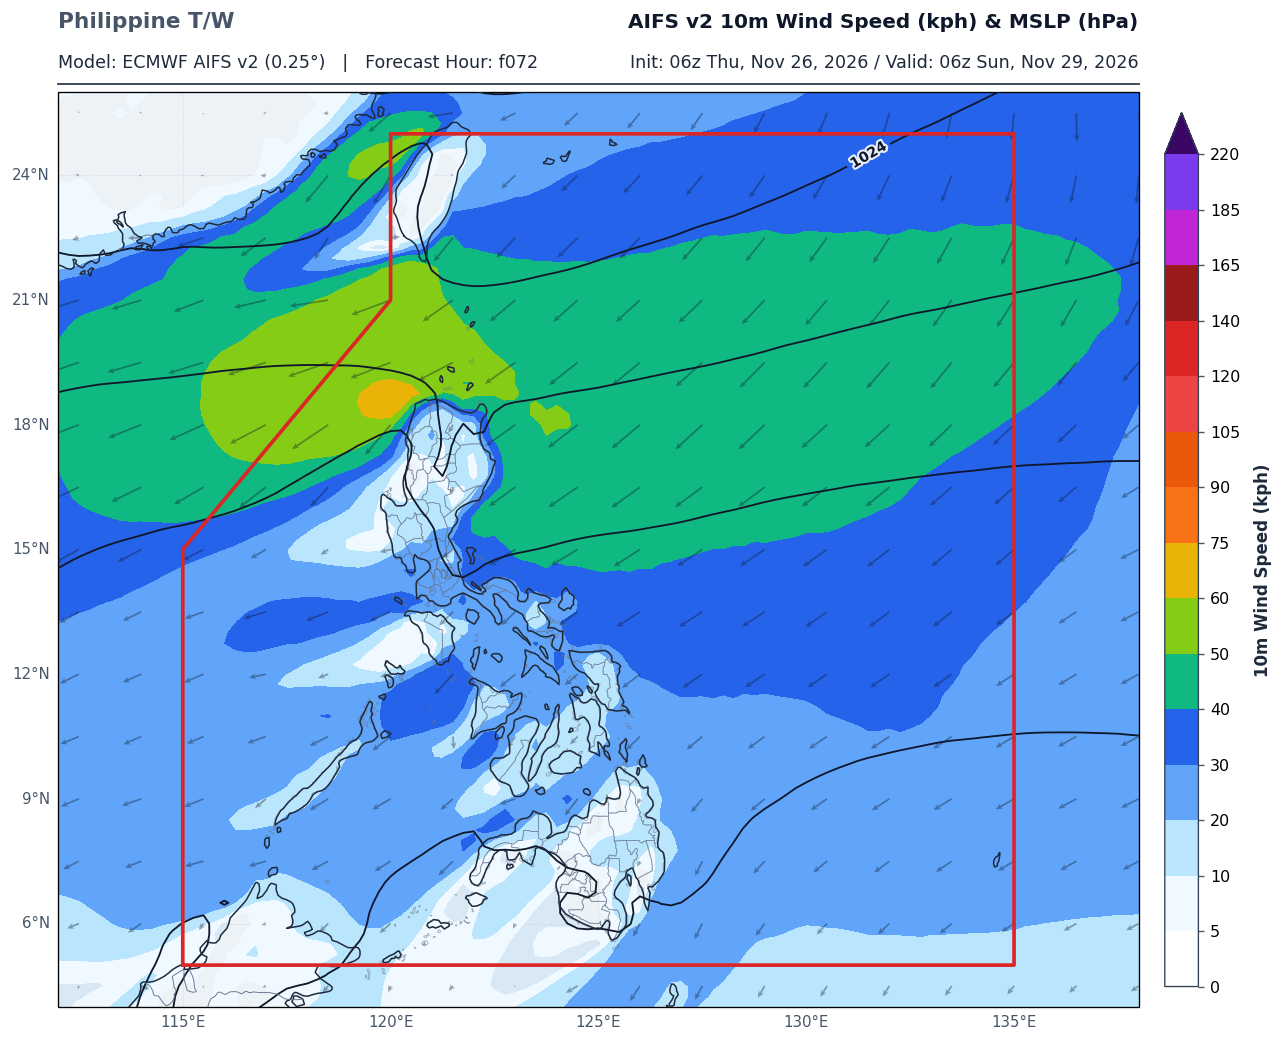 Philippine T/W
AIFS v2 10m Wind Speed (kph) & MSLP (hPa)
Model: ECMWF AIFS v2 (0.25°) | Forecast Hour: f072
Init: 06z Thu, Nov 26, 2026 / Valid: 06z Sun, Nov 29, 2026
1024
24°N
21°N
18°N
15°N
12°N
9°N
6°N
115°E
120°E
125°E
130°E
135°E
220
185
165
140
120
105
90
75
60
50
40
30
20
10
5
0
10m Wind Speed (kph)